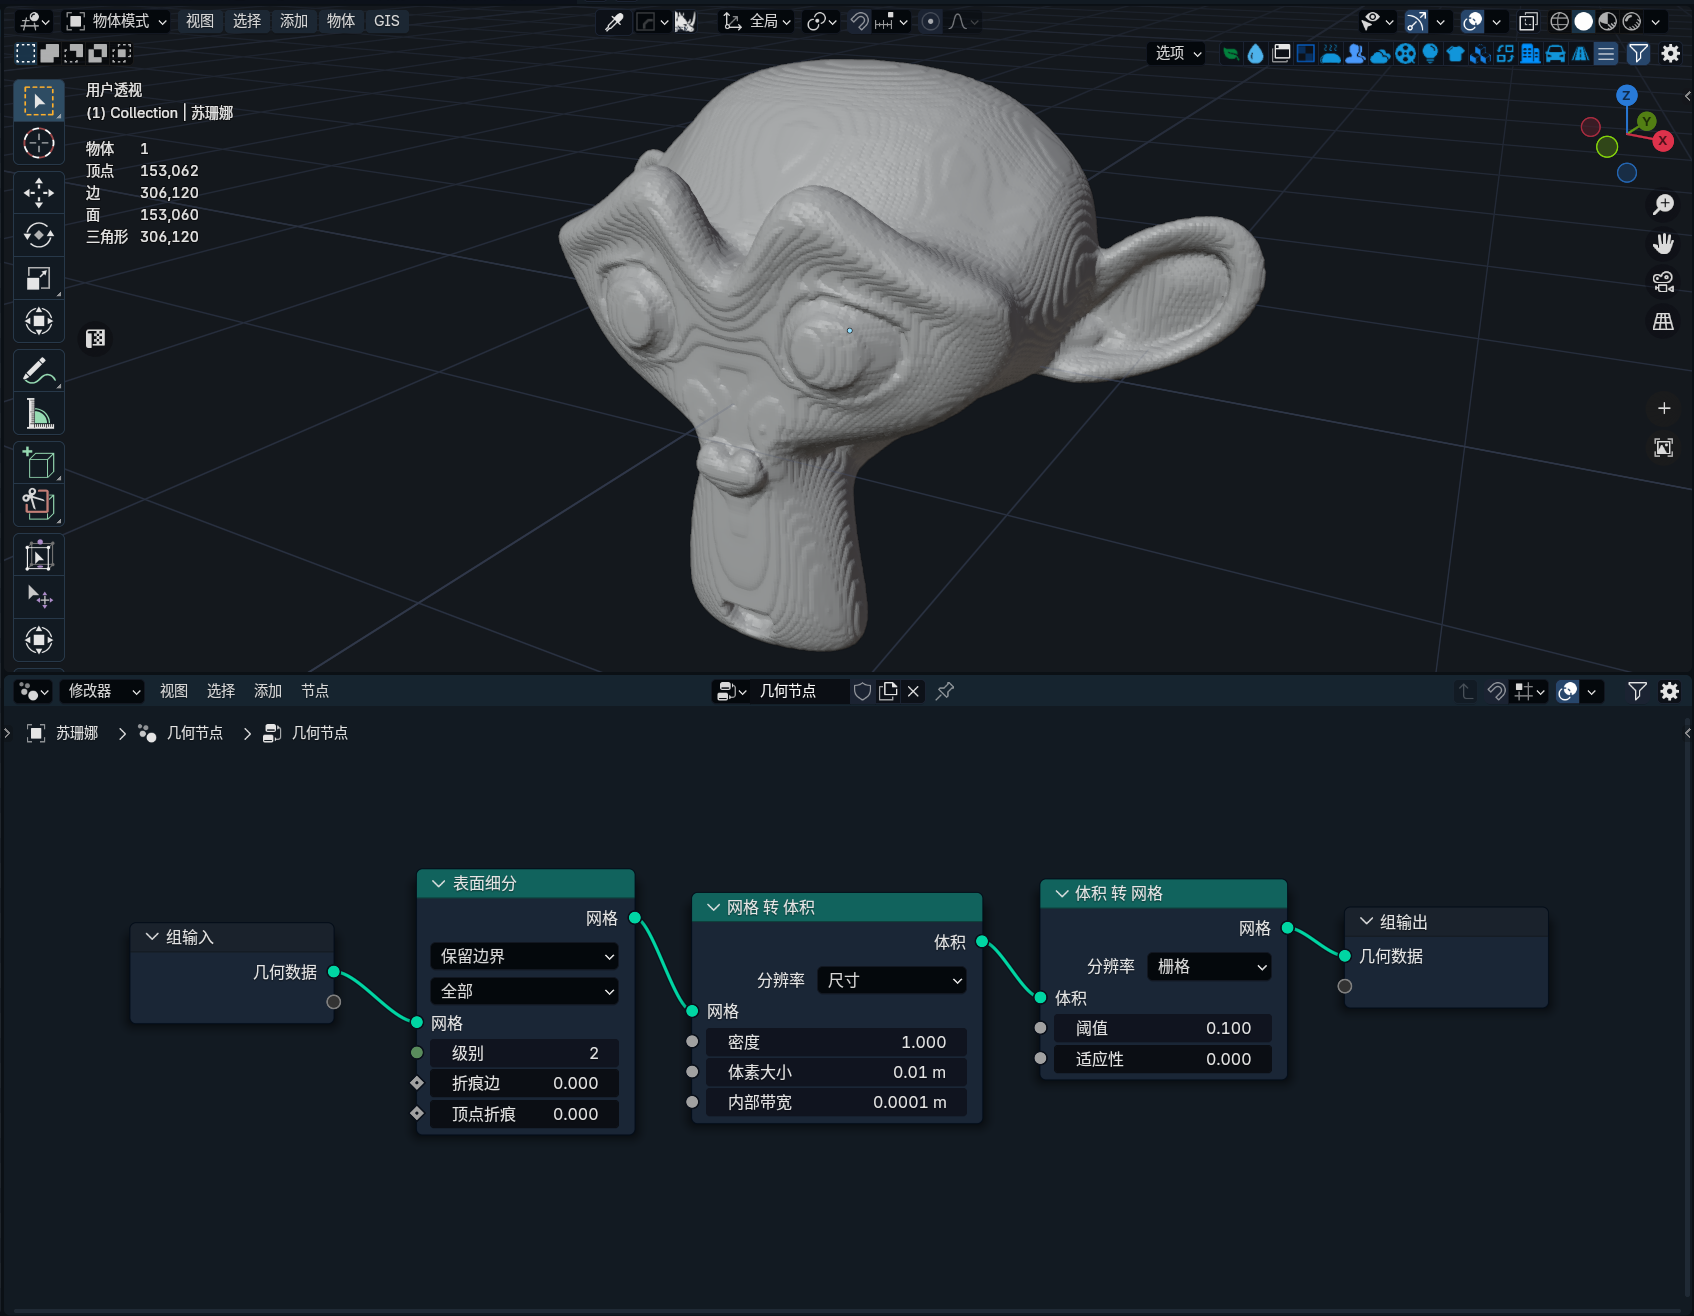 物体模式 视图 选择 添加 物体 GIS 全局
选项
用户透视
(1) Collection | 苏珊娜
物体 1
顶点 153,062
边 306,120
面 153,060
三角形 306,120
Z
Y
X
修改器 视图 选择 添加 节点 几何节点
苏珊娜 几何节点 几何节点
组输入
几何数据
表面细分
网格
保留边界
全部
网格
级别 2
折痕边 0.000
顶点折痕 0.000
网格 转 体积
体积
分辨率 尺寸
网格
密度 1.000
体素大小 0.01 m
内部带宽 0.0001 m
体积 转 网格
网格
分辨率 栅格
体积
阈值 0.100
适应性 0.000
组输出
几何数据